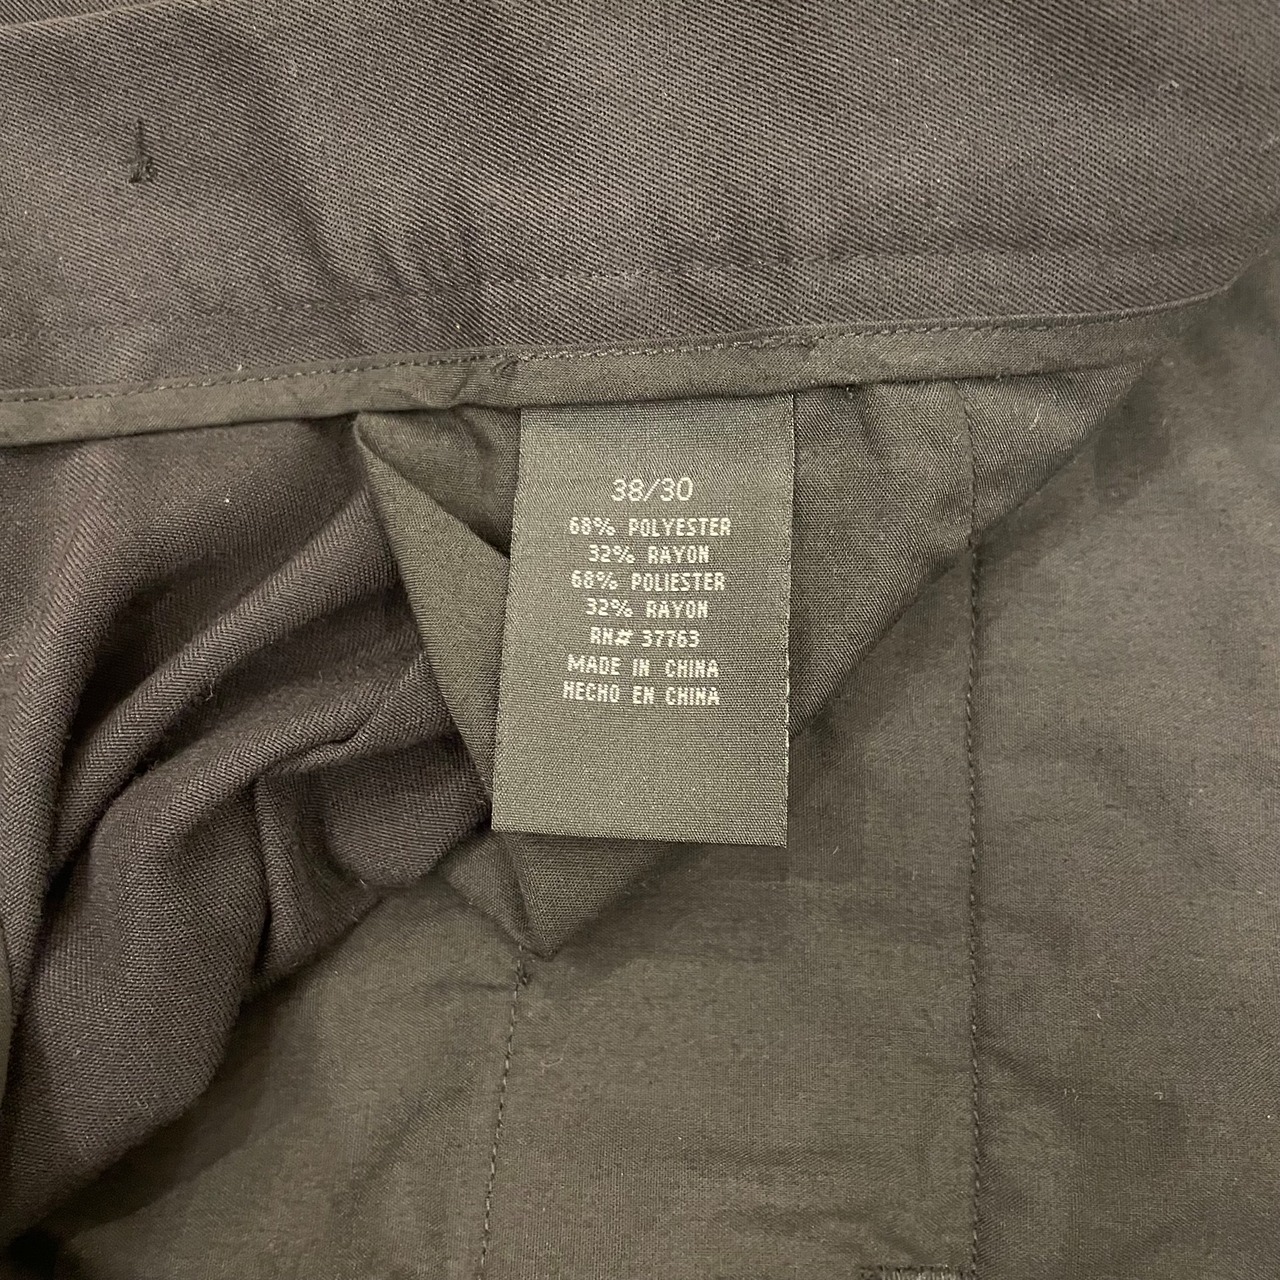 38/30
68% POLYESTER
32% RAYON
68% POLIESTER
32% RAYON
RN# 37763
MADE IN CHINA
HECHO EN CHINA